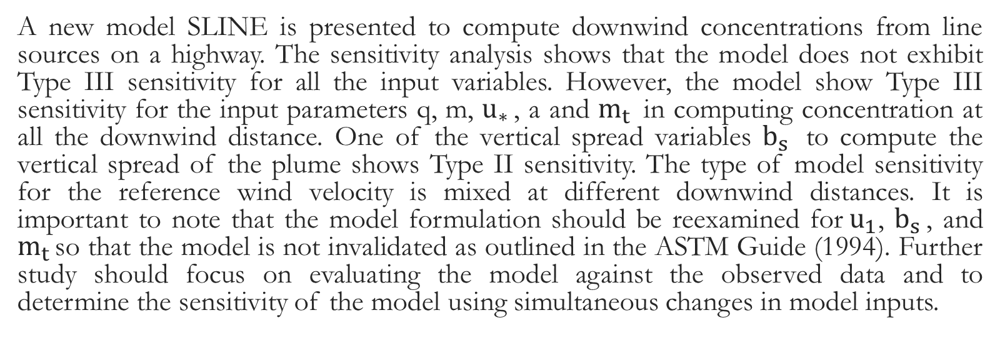 A new model SLINE is presented to compute downwind concentrations from line
sources on a highway. The sensitivity analysis shows that the model does not exhibit
Type III sensitivity for all the input variables. However, the model show Type III
sensitivity for the input parameters q, m, u*, a and mt in computing concentration at
all the downwind distance. One of the vertical spread variables bs to compute the
vertical spread of the plume shows Type II sensitivity. The type of model sensitivity
for the reference wind velocity is mixed at different downwind distances. It is
important to note that the model formulation should be reexamined for u1, bs, and
mt so that the model is not invalidated as outlined in the ASTM Guide (1994). Further
study should focus on evaluating the model against the observed data and to
determine the sensitivity of the model using simultaneous changes in model inputs.